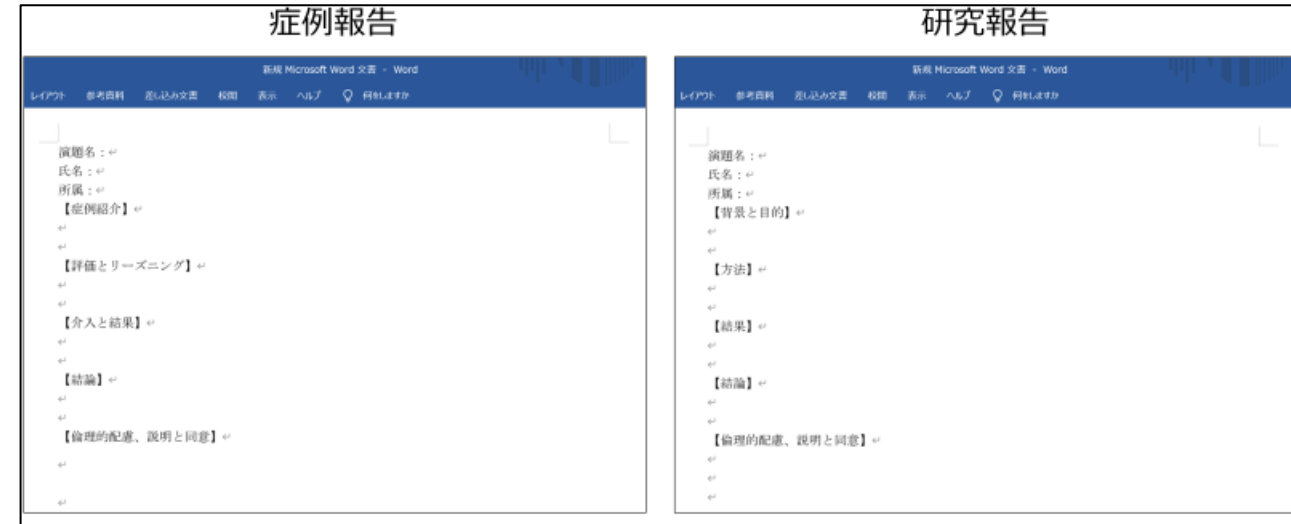 症例報告
新規 Microsoft Word 文書 - Word
レイアウト 参考資料 差し込み文書 校閲 表示 ヘルプ 何をしますか
演題名：
氏名：
所属：
【症例紹介】
【評価とリーズニング】
【介入と結果】
【結論】
【倫理的配慮、説明と同意】
研究報告
新規 Microsoft Word 文書 - Word
レイアウト 参考資料 差し込み文書 校閲 表示 ヘルプ 何をしますか
演題名：
氏名：
所属：
【背景と目的】
【方法】
【結果】
【結論】
【倫理的配慮、説明と同意】